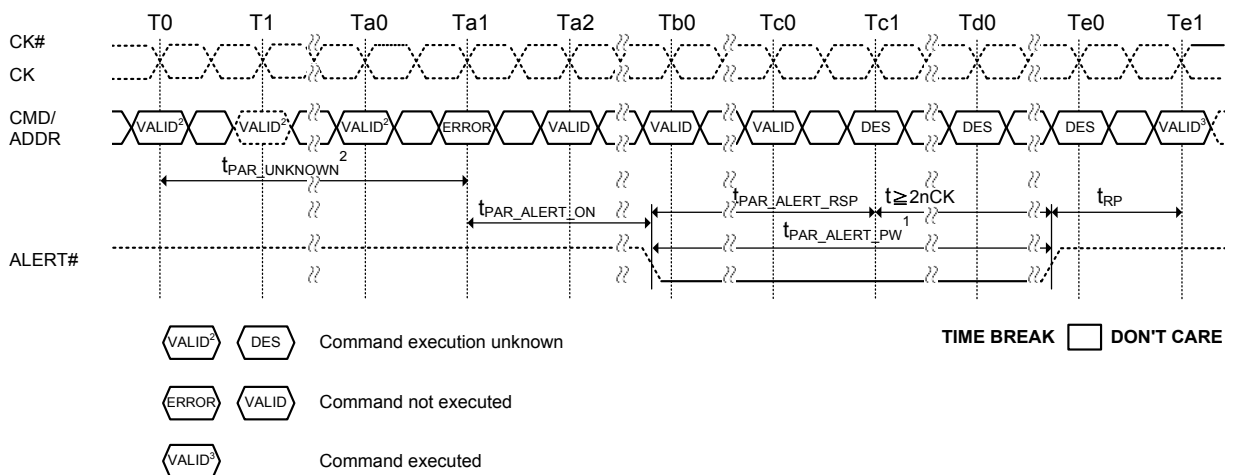 T0 T1 Ta0 Ta1 Ta2 Tb0 Tc0 Tc1 Td0 Te0 Te1
CK#
CK
CMD/
ADDR
VALID² VALID² VALID² ERROR VALID VALID VALID DES DES DES VALID³
tPAR_UNKNOWN²
tPAR_ALERT_ON
tPAR_ALERT_RSP
t≧2nCK
tRP
tPAR_ALERT_PW¹
ALERT#
VALID² DES Command execution unknown
TIME BREAK DON'T CARE
ERROR VALID Command not executed
VALID³ Command executed